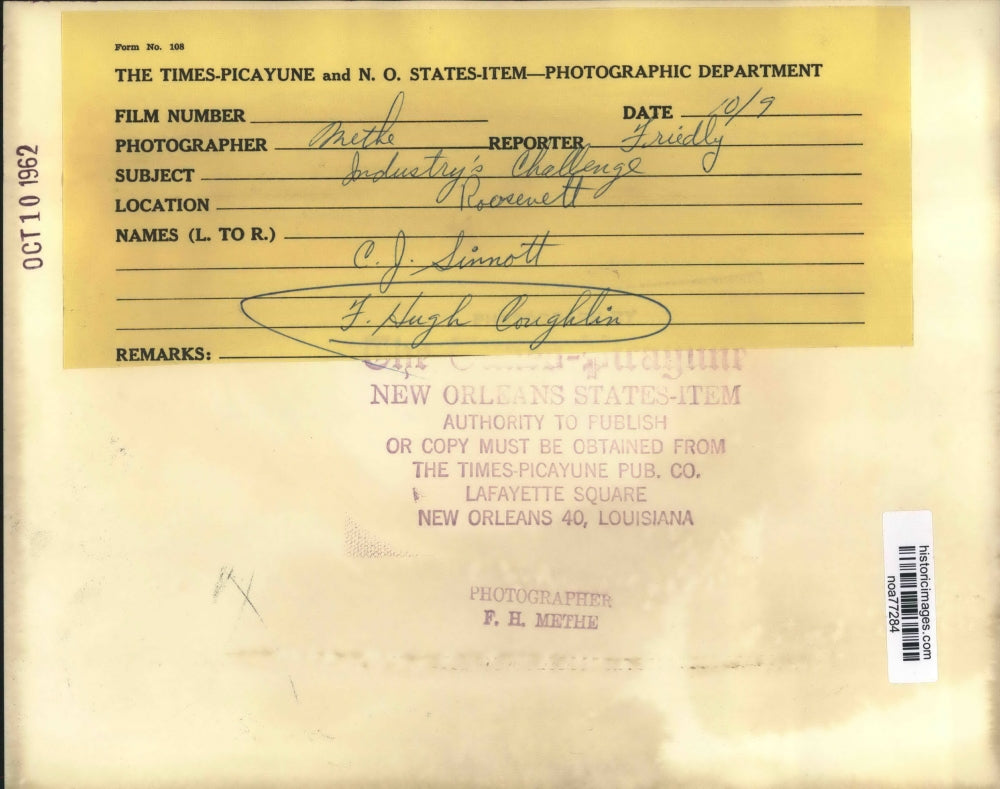 Form No. 108
THE TIMES-PICAYUNE and N. O. STATES-ITEM—PHOTOGRAPHIC DEPARTMENT
FILM NUMBER
DATE 10/9
PHOTOGRAPHER Methe REPORTER Friedly
SUBJECT Industry's Challenge
LOCATION Roosevelt
NAMES (L. TO R.)
C. J. Sinnott
F. Hugh Coughlin
REMARKS:
OCT 10 1962
The Times-Picayune
NEW ORLEANS STATES-ITEM
AUTHORITY TO PUBLISH
OR COPY MUST BE OBTAINED FROM
THE TIMES-PICAYUNE PUB. CO.
LAFAYETTE SQUARE
NEW ORLEANS 40, LOUISIANA
PHOTOGRAPHER
F. H. METHE
historicimages.com
noa77284